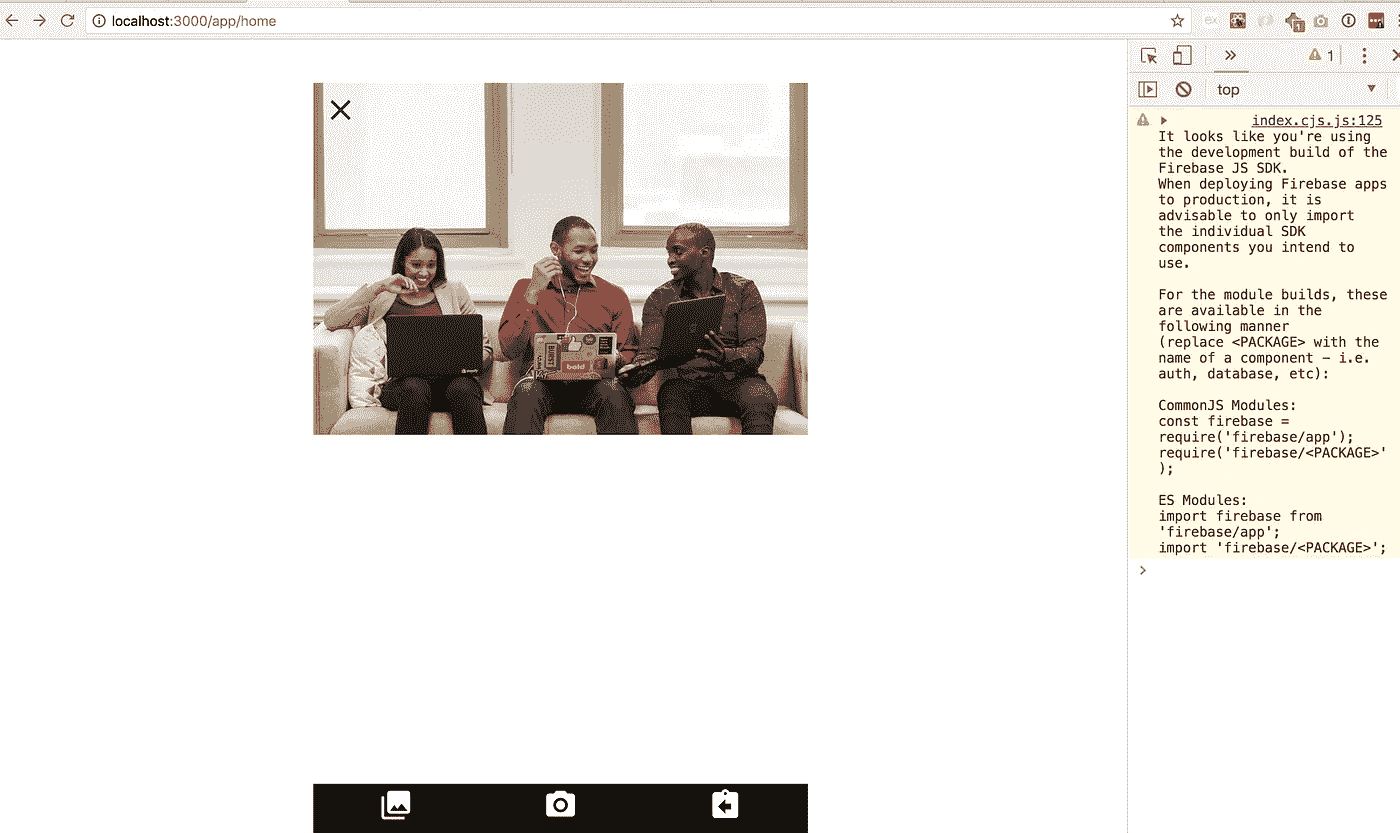 localhost:3000/app/home
1
1
top
index.cjs.js:125
It looks like you're using
the development build of the
Firebase JS SDK.
When deploying Firebase apps
to production, it is
advisable to only import
the individual SDK
components you intend to
use.
For the module builds, these
are available in the
following manner
(replace <PACKAGE> with the
name of a component - i.e.
auth, database, etc):
CommonJS Modules:
const firebase =
require('firebase/app');
require('firebase/<PACKAGE>'
);
ES Modules:
import firebase from
'firebase/app';
import 'firebase/<PACKAGE>';
BURST
bold
shopify